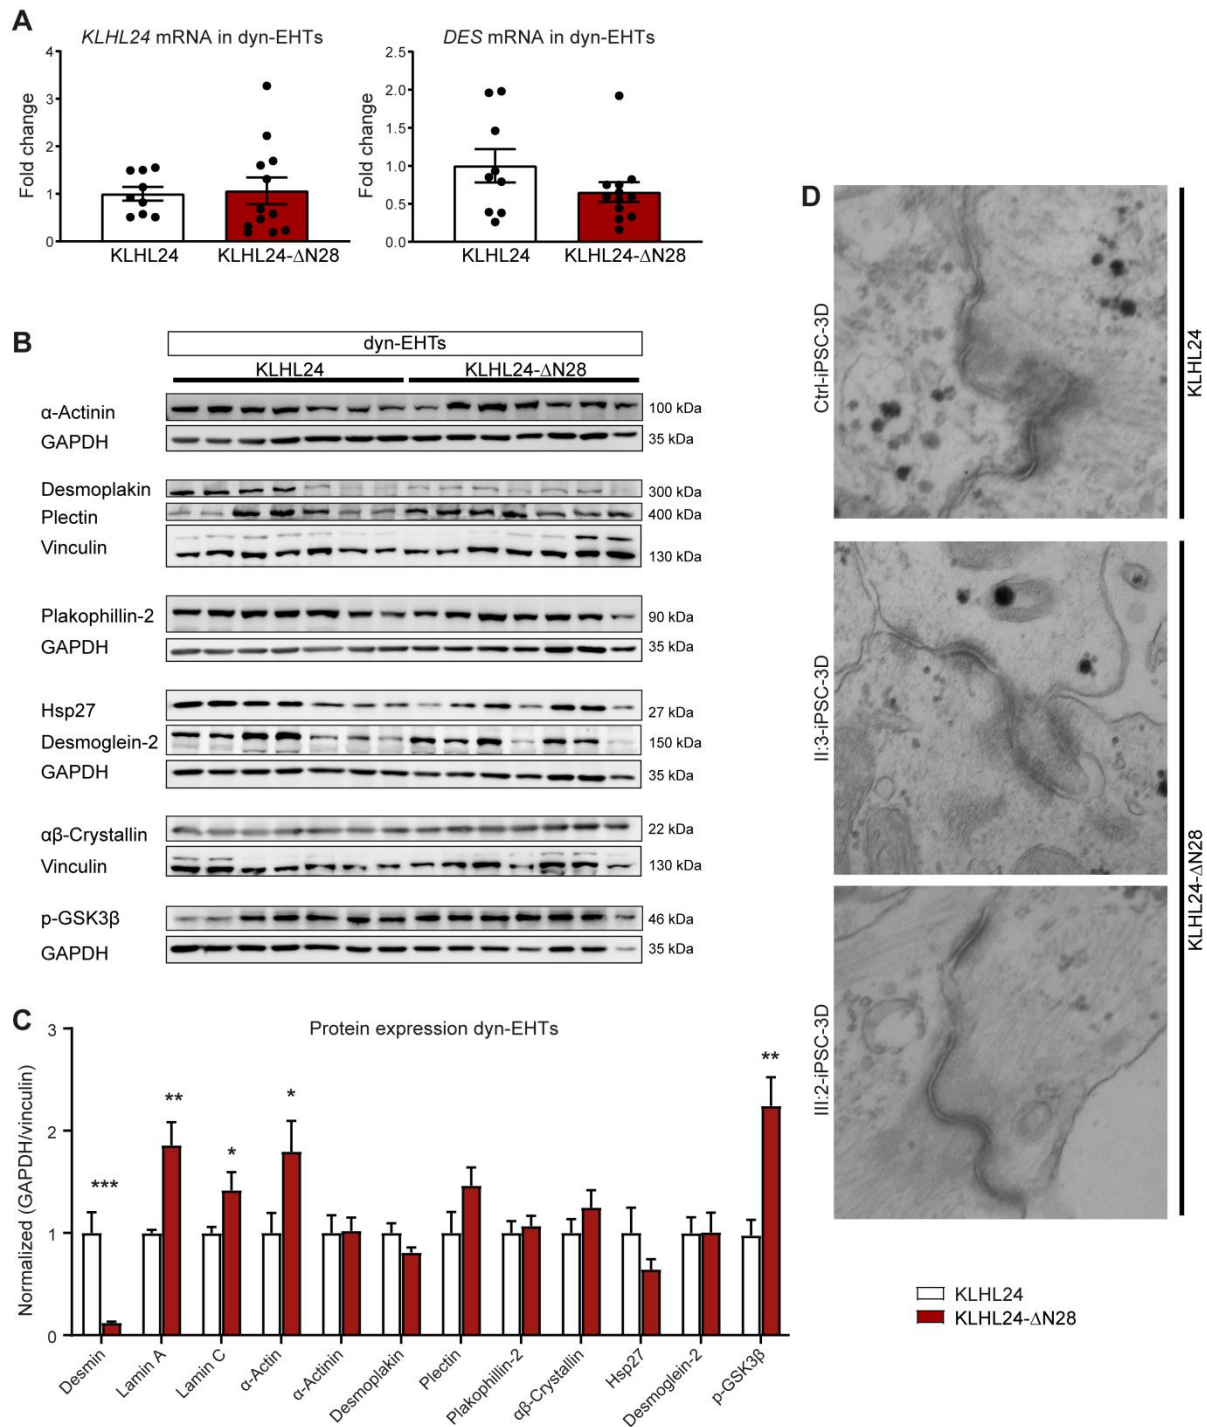 A
KLHL24 mRNA in dyn-EHTs
Fold change
4
3
2
1
0
KLHL24
KLHL24-ΔN28
DES mRNA in dyn-EHTs
Fold change
2.5
2.0
1.5
1.0
0.5
0.0
KLHL24
KLHL24-ΔN28
B
dyn-EHTs
KLHL24
KLHL24-ΔN28
α-Actinin
100 kDa
GAPDH
35 kDa
Desmoplakin
300 kDa
Plectin
400 kDa
Vinculin
130 kDa
Plakophillin-2
90 kDa
GAPDH
35 kDa
Hsp27
27 kDa
Desmoglein-2
150 kDa
GAPDH
35 kDa
αβ-Crystallin
22 kDa
Vinculin
130 kDa
p-GSK3β
46 kDa
GAPDH
35 kDa
C
Protein expression dyn-EHTs
Normalized (GAPDH/vinculin)
3
2
1
0
***
**
*
*
**
Desmin
Lamin A
Lamin C
α-Actin
α-Actinin
Desmoplakin
Plectin
Plakophillin-2
αβ-Crystallin
Hsp27
Desmoglein-2
p-GSK3β
D
Ctrl-iPSC-3D
KLHL24
II:3-iPSC-3D
III:2-iPSC-3D
KLHL24-ΔN28
KLHL24
KLHL24-ΔN28